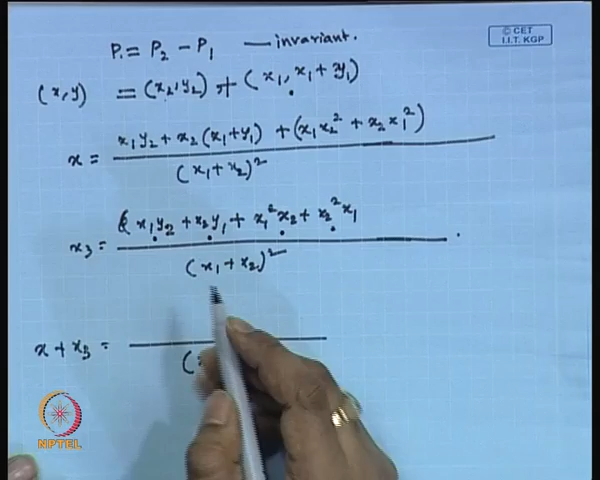 P = P₂ - P₁ — invariant.
© CET
I.I.T. KGP
(x, y) = (x₂, y₂) + (x₁, x₁ + y₁)
x = x₁y₂ + x₂(x₁ + y₁) + (x₁x₂² + x₂x₁²) / (x₁ + x₂)²
x₃ = x₁y₂ + x₂y₁ + x₁²x₂ + x₂²x₁ / (x₁ + x₂)² .
x + x₃ =
(
NPTEL